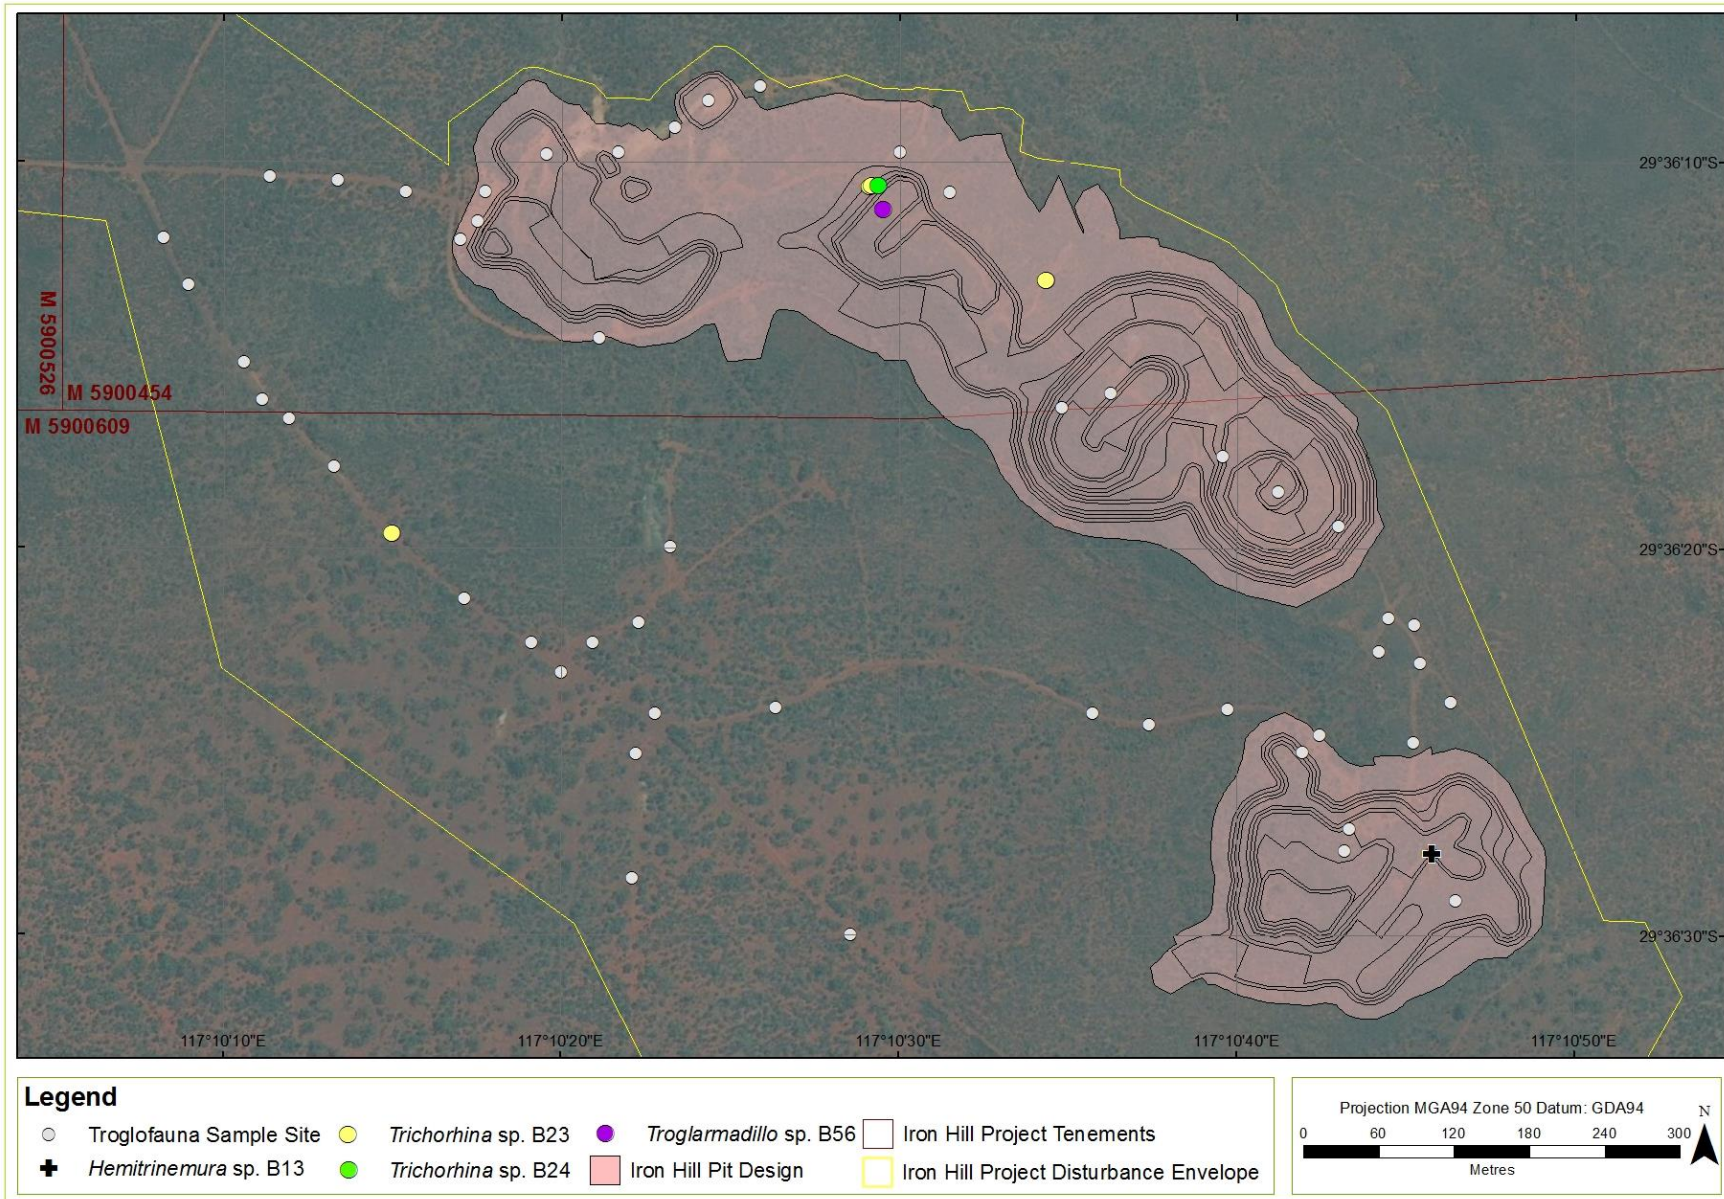 29°36'10"S
M 5900526
M 5900454
M 5900609
29°36'20"S
29°36'30"S
117°10'10"E 117°10'20"E 117°10'30"E 117°10'40"E 117°10'50"E
Legend
Troglofauna Sample Site Trichorhina sp. B23 Troglarmadillo sp. B56 Iron Hill Project Tenements
Hemitrinemura sp. B13 Trichorhina sp. B24 Iron Hill Pit Design Iron Hill Project Disturbance Envelope
Projection MGA94 Zone 50 Datum: GDA94
N
0 60 120 180 240 300
Metres